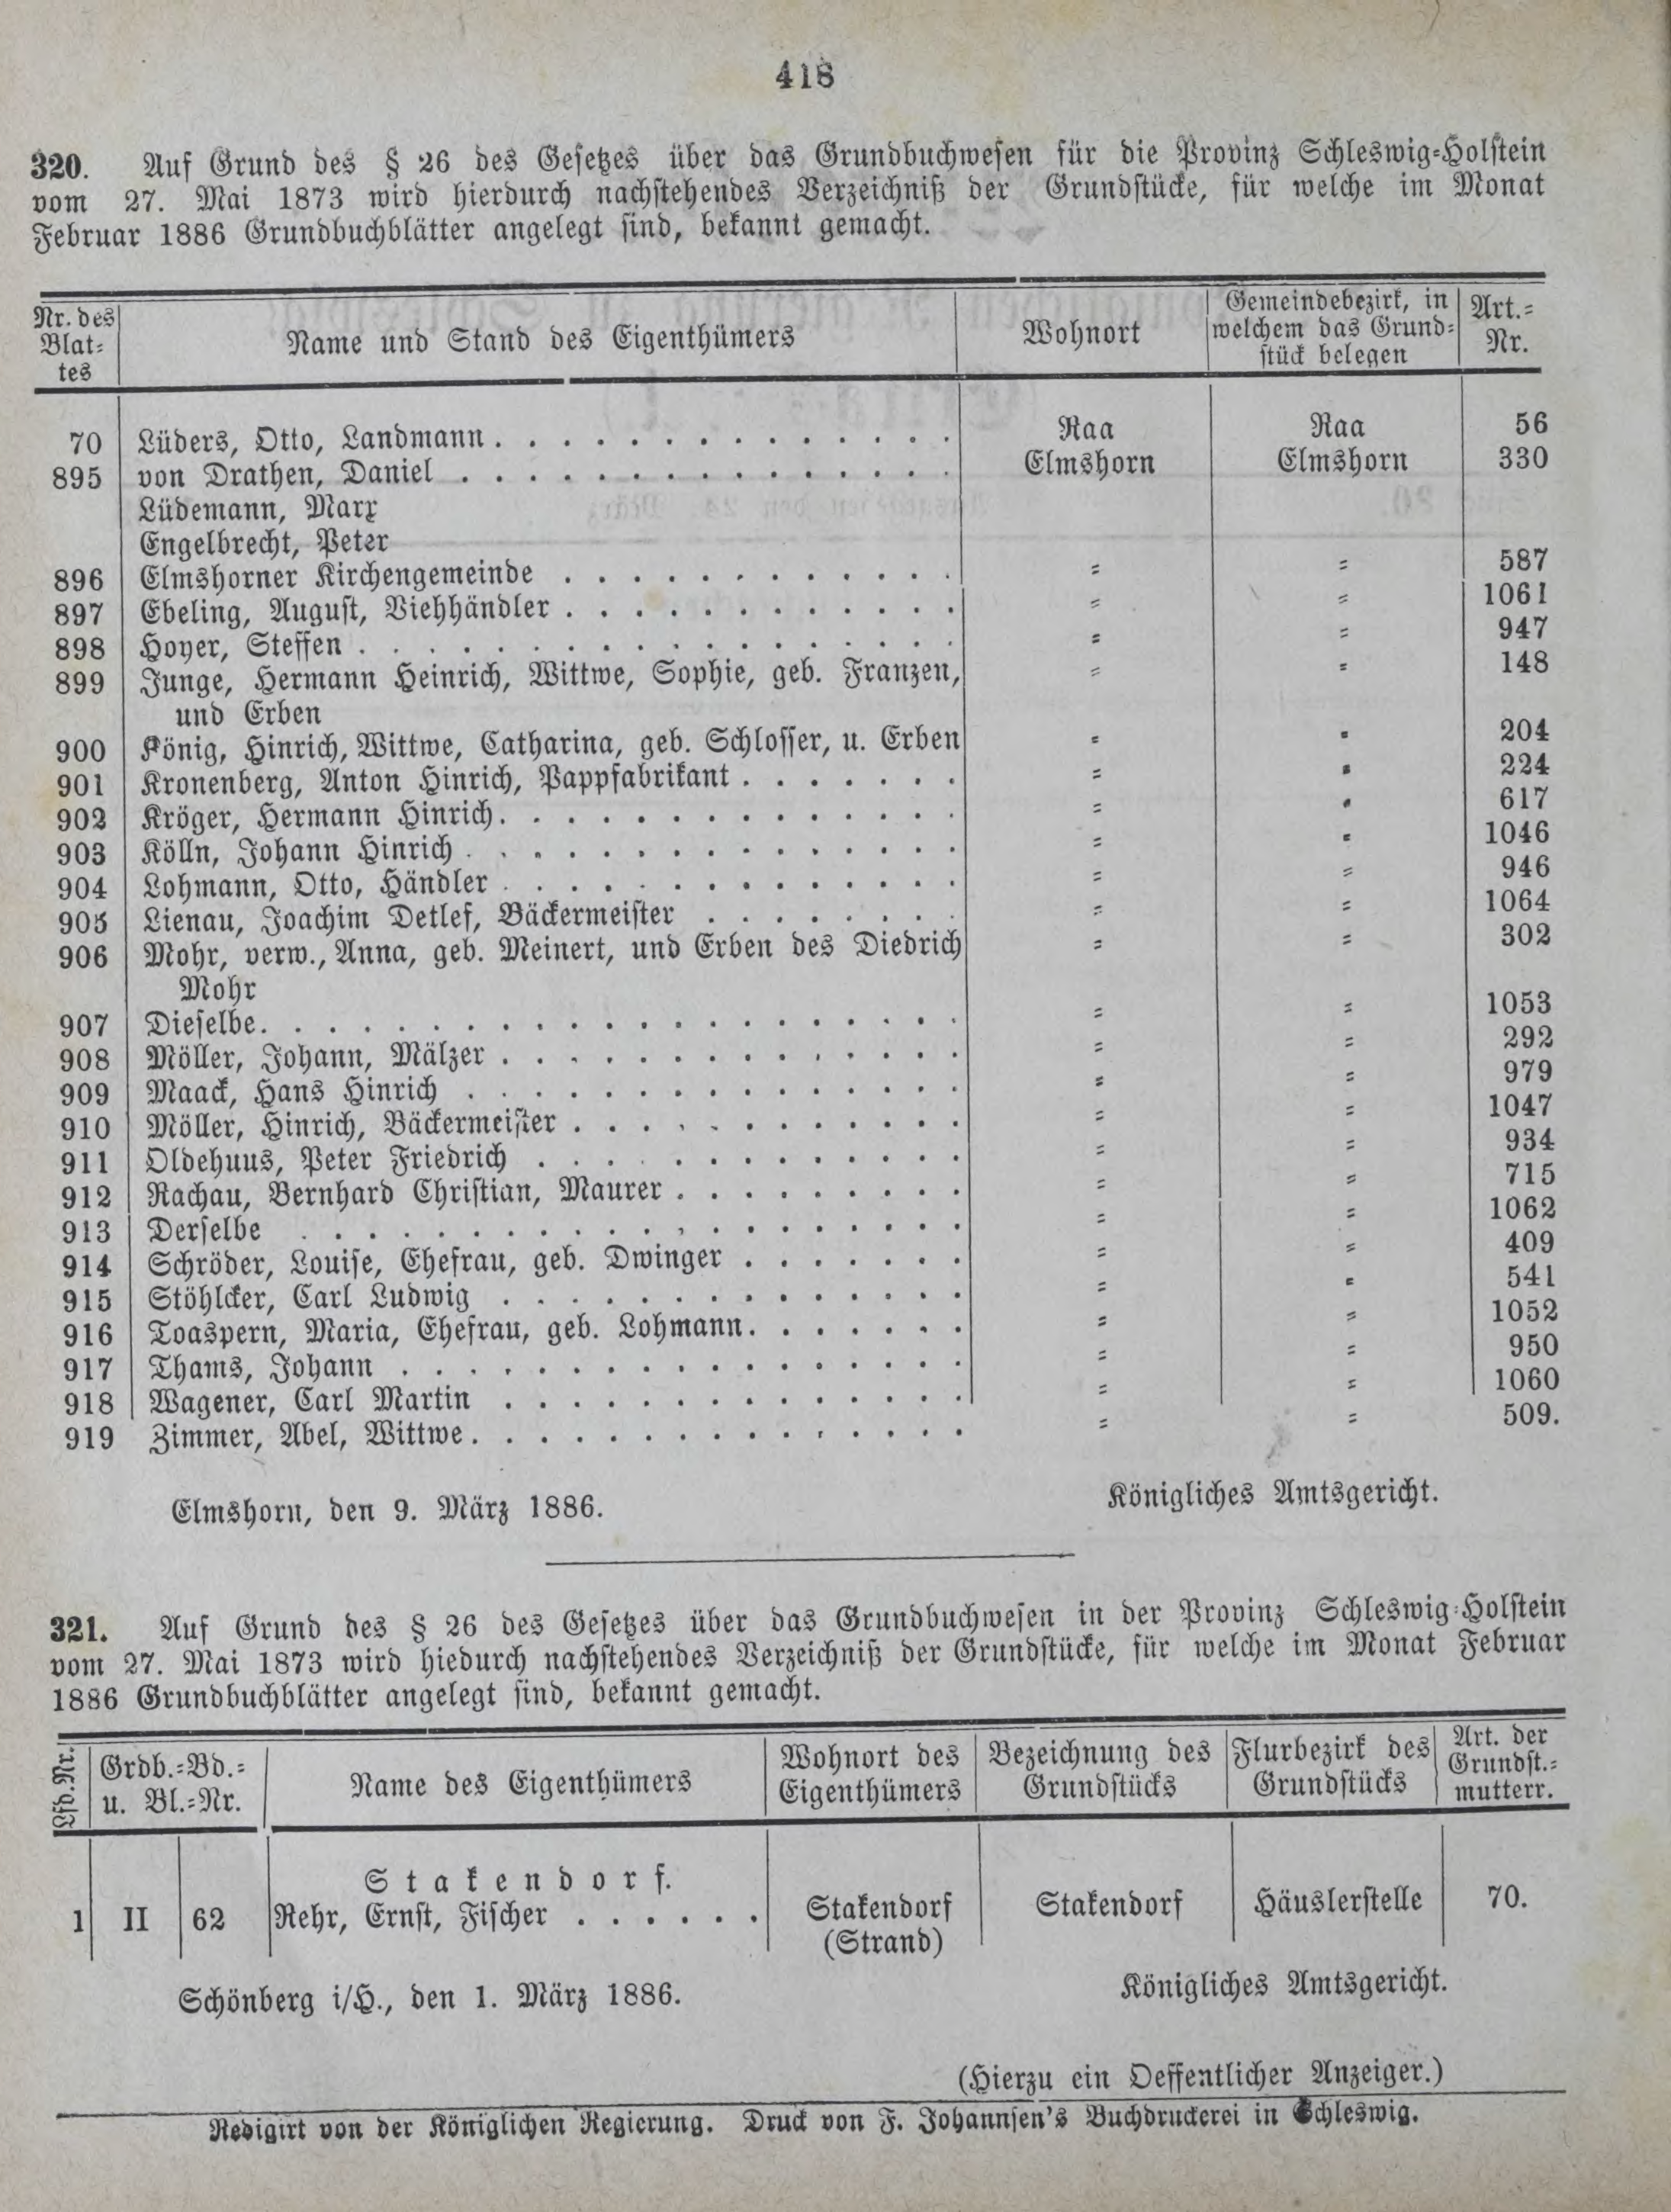 418
320. Auf Grund des § 26 des Gesetzes über das Grundbuchwesen für die Provinz Schleswig-Holstein
vom 27. Mai 1873 wird hierdurch nachstehendes Verzeichniß der Grundstücke, für welche im Monat
Februar 1886 Grundbuchblätter angelegt sind, bekannt gemacht.
Nr. des Blat-tes | Name und Stand des Eigenthümers | Wohnort | Gemeindebezirk, in welchem das Grund-stück belegen | Art.-Nr.
70 Lüders, Otto, Landmann . . . . . . . . . . . . . . Raa Raa 56
895 von Drathen, Daniel . . . . . . . . . . . . . . . Elmshorn Elmshorn 330
Lüdemann, Marx
Engelbrecht, Peter
896 Elmshorner Kirchengemeinde . . . . . . . . . . . . = = 587
897 Ebeling, August, Viehhändler . . . . . . . . . . . . = = 1061
898 Hoyer, Steffen . . . . . . . . . . . . . . . . . . = = 947
899 Junge, Hermann Heinrich, Wittwe, Sophie, geb. Franzen, = = 148
und Erben
900 König, Hinrich, Wittwe, Catharina, geb. Schlosser, u. Erben = = 204
901 Kronenberg, Anton Hinrich, Pappfabrikant . . . . . . . = = 224
902 Kröger, Hermann Hinrich. . . . . . . . . . . . . . = = 617
903 Kölln, Johann Hinrich . . . . . . . . . . . . . . . = = 1046
904 Lohmann, Otto, Händler . . . . . . . . . . . . . . = = 946
905 Lienau, Joachim Detlef, Bäckermeister . . . . . . . . = = 1064
906 Mohr, verw., Anna, geb. Meinert, und Erben des Diedrich = = 302
Mohr
907 Dieselbe. . . . . . . . . . . . . . . . . . . . . = = 1053
908 Möller, Johann, Mälzer . . . . . . . . . . . . . . = = 292
909 Maack, Hans Hinrich . . . . . . . . . . . . . . . = = 979
910 Möller, Hinrich, Bäckermeister . . . . . . . . . . . . = = 1047
911 Oldehuus, Peter Friedrich . . . . . . . . . . . . . = = 934
912 Rachau, Bernhard Christian, Maurer . . . . . . . . . = = 715
913 Derselbe . . . . . . . . . . . . . . . . . . . . = = 1062
914 Schröder, Louise, Ehefrau, geb. Dwinger . . . . . . . = = 409
915 Stöhlcker, Carl Ludwig . . . . . . . . . . . . . . = = 541
916 Toaspern, Maria, Ehefrau, geb. Lohmann. . . . . . . = = 1052
917 Thams, Johann . . . . . . . . . . . . . . . . . = = 950
918 Wagener, Carl Martin . . . . . . . . . . . . . . = = 1060
919 Zimmer, Abel, Wittwe. . . . . . . . . . . . . . . = = 509.
Elmshorn, den 9. März 1886. Königliches Amtsgericht.
321. Auf Grund des § 26 des Gesetzes über das Grundbuchwesen in der Provinz Schleswig-Holstein
vom 27. Mai 1873 wird hiedurch nachstehendes Verzeichniß der Grundstücke, für welche im Monat Februar
1886 Grundbuchblätter angelegt sind, bekannt gemacht.
Lfd. Nr. | Grdb.-Bd.- u. Bl.-Nr. | Name des Eigenthümers | Wohnort des Eigenthümers | Bezeichnung des Grundstücks | Flurbezirk des Grundstücks | Art. der Grundst.-mutterr.
Stakendorf.
1 II 62 Rehr, Ernst, Fischer . . . . . . Stakendorf Stakendorf Häuslerstelle 70.
(Strand)
Schönberg i/H., den 1. März 1886. Königliches Amtsgericht.
(Hierzu ein Oeffentlicher Anzeiger.)
Redigirt von der Königlichen Regierung. Druck von F. Johannsen's Buchdruckerei in Schleswig.